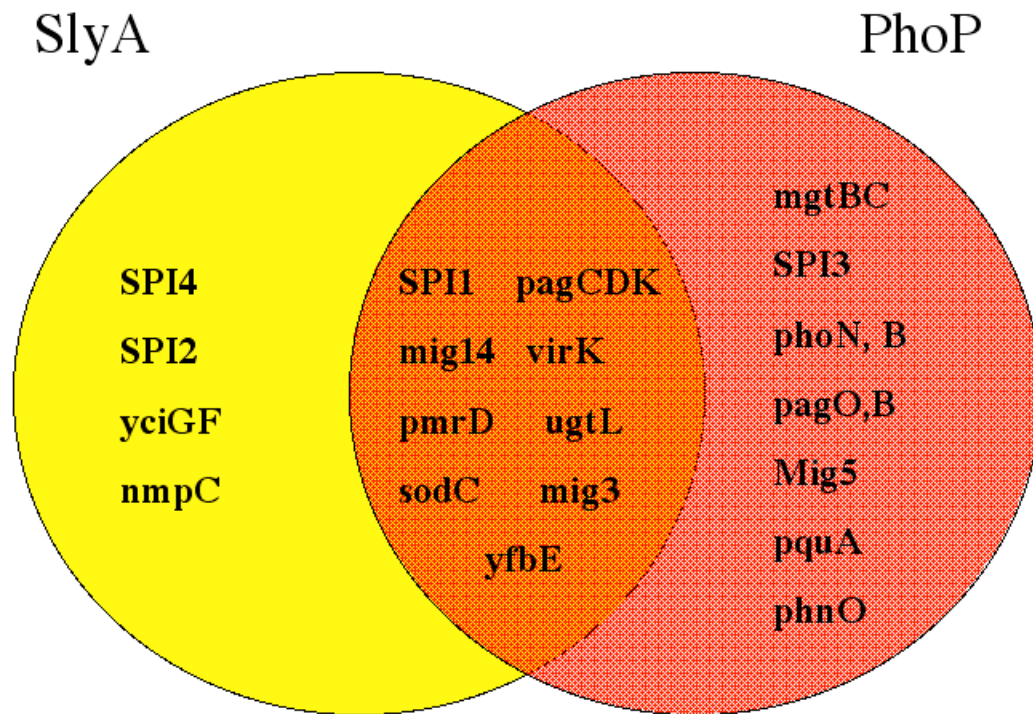 SlyA
PhoP
SPI4
SPI2
yciGF
nmpC
SPI1 pagCDK
mig14 virK
pmrD ugtL
sodC mig3
yfbE
mgtBC
SPI3
phoN, B
pagO,B
Mig5
pquA
phnO